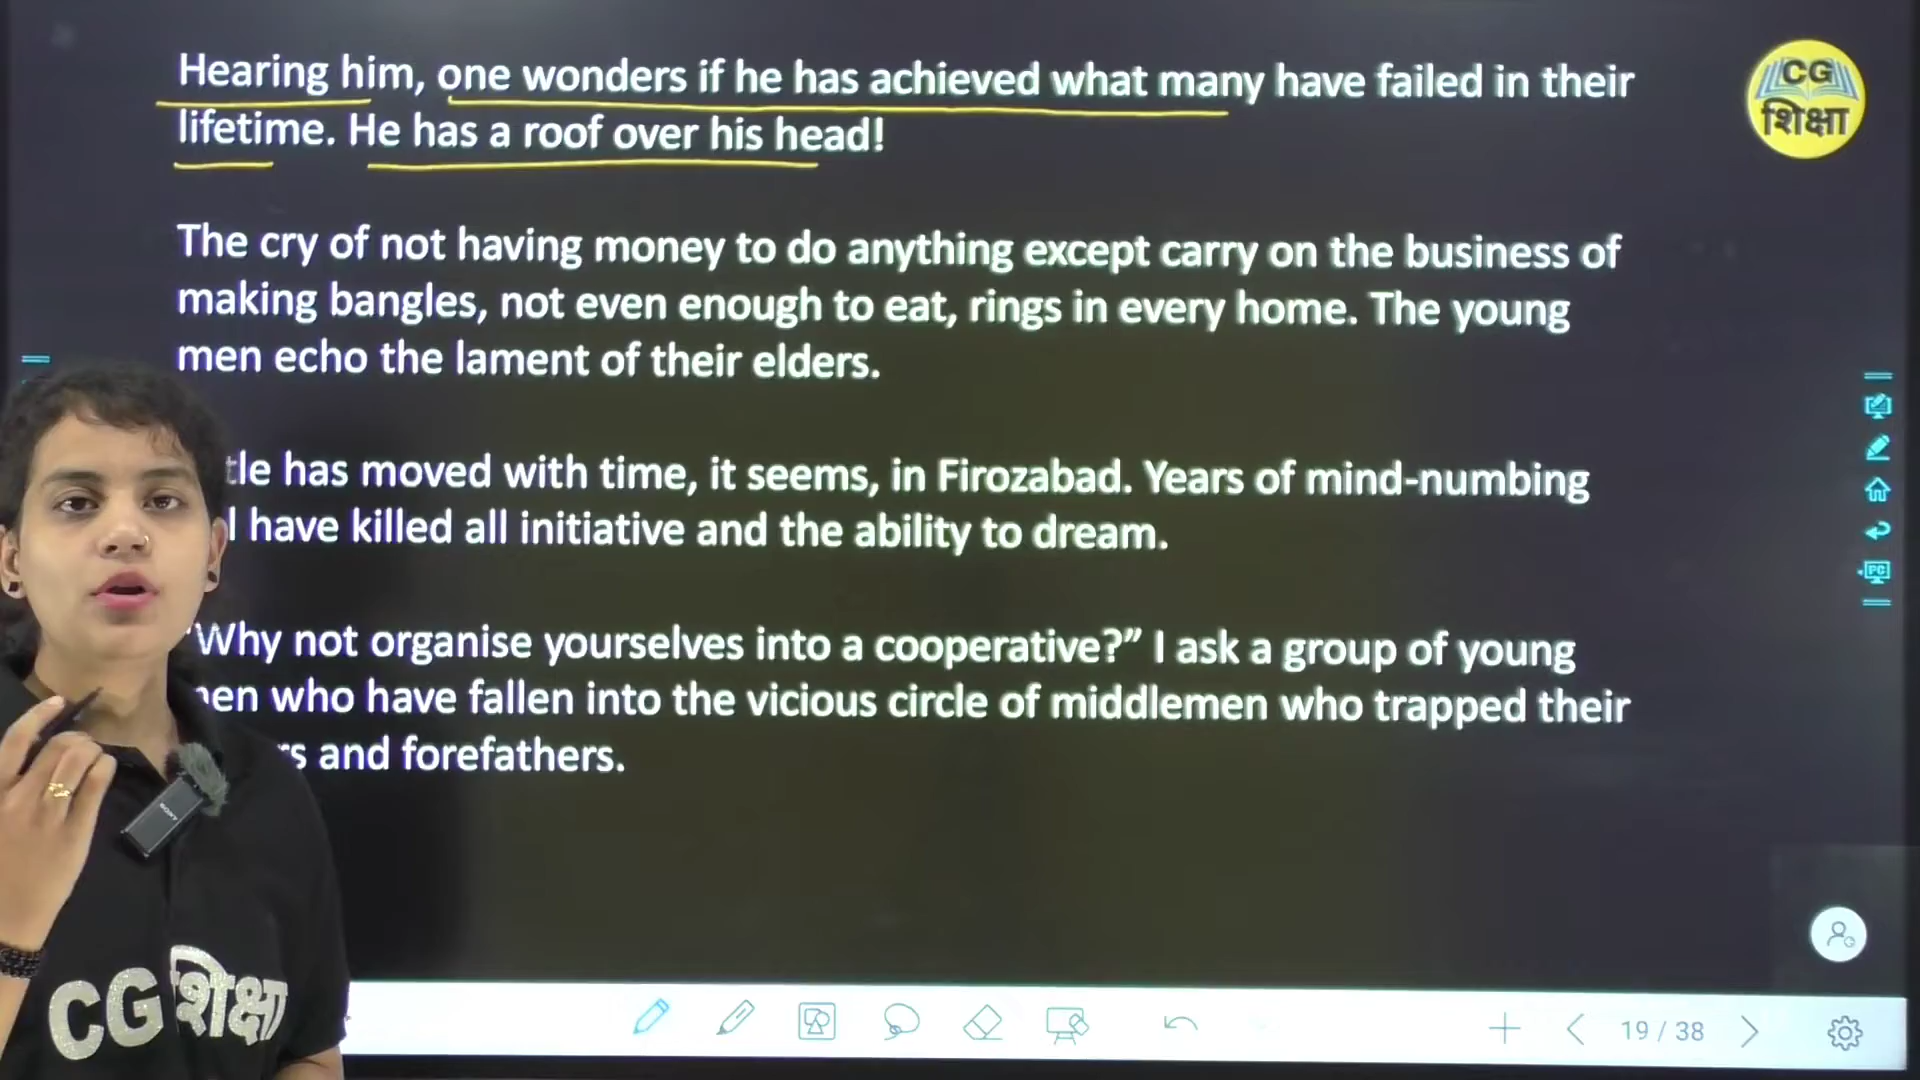 Hearing him, one wonders if he has achieved what many have failed in their
lifetime. He has a roof over his head!
CG
शिक्षा
The cry of not having money to do anything except carry on the business of
making bangles, not even enough to eat, rings in every home. The young
men echo the lament of their elders.
has moved with time, it seems, in Firozabad. Years of mind-numbing
have killed all initiative and the ability to dream.
"Why not organise yourselves into a cooperative?” I ask a group of young
who have fallen into the vicious circle of middlemen who trapped their
and forefathers.
PC
SONY
CG शिक्षा
19 / 38